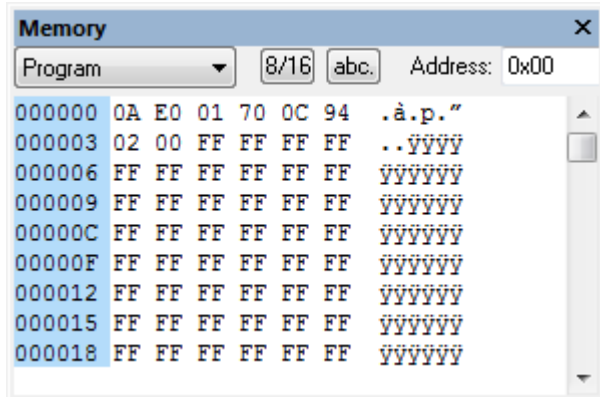 Memory
Program 8/16 abc. Address: 0x00
000000 0A E0 01 70 0C 94 .à.p.”
000003 02 00 FF FF FF FF ..ÿÿÿÿ
000006 FF FF FF FF FF FF ÿÿÿÿÿÿ
000009 FF FF FF FF FF FF ÿÿÿÿÿÿ
00000C FF FF FF FF FF FF ÿÿÿÿÿÿ
00000F FF FF FF FF FF FF ÿÿÿÿÿÿ
000012 FF FF FF FF FF FF ÿÿÿÿÿÿ
000015 FF FF FF FF FF FF ÿÿÿÿÿÿ
000018 FF FF FF FF FF FF ÿÿÿÿÿÿ